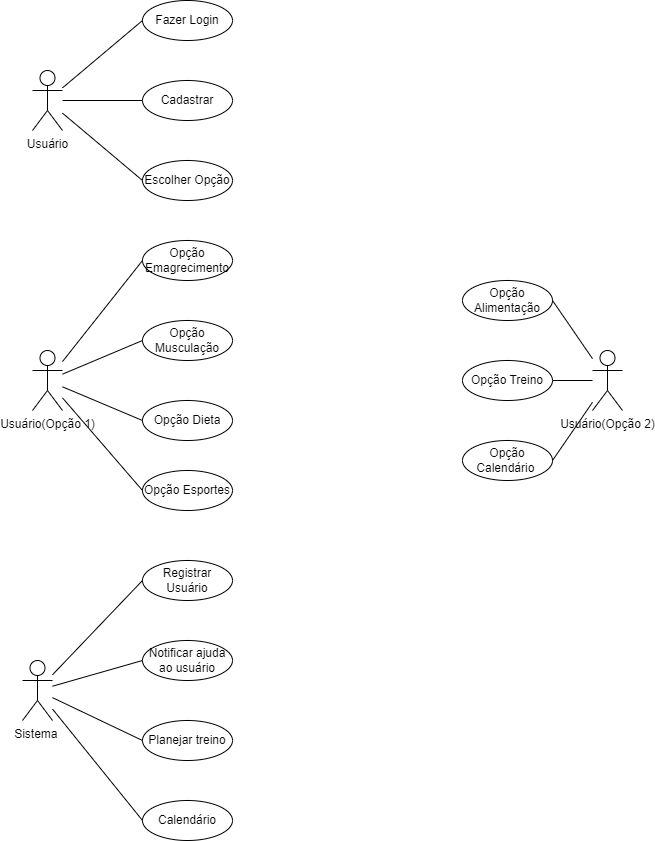 Fazer Login
Cadastrar
Usuário
Escolher Opção
Opção
Emagrecimento
Opção
Musculação
Usuário(Opção 1)
Opção Dieta
Opção Esportes
Opção
Alimentação
Opção Treino
Usuário(Opção 2)
Opção
Calendário
Registrar
Usuário
Notificar ajuda
ao usuário
Sistema
Planejar treino
Calendário